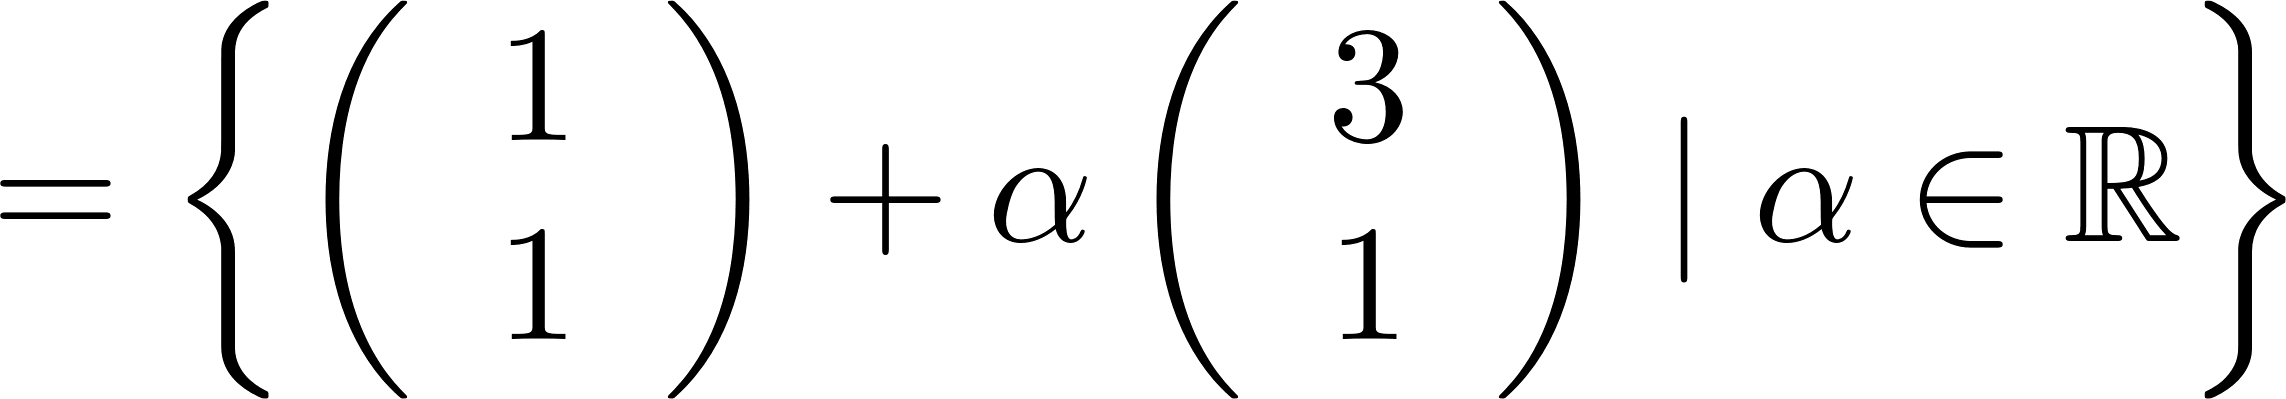 = { ( 1 1 ) + α ( 3 1 ) | α ∈ ℝ }